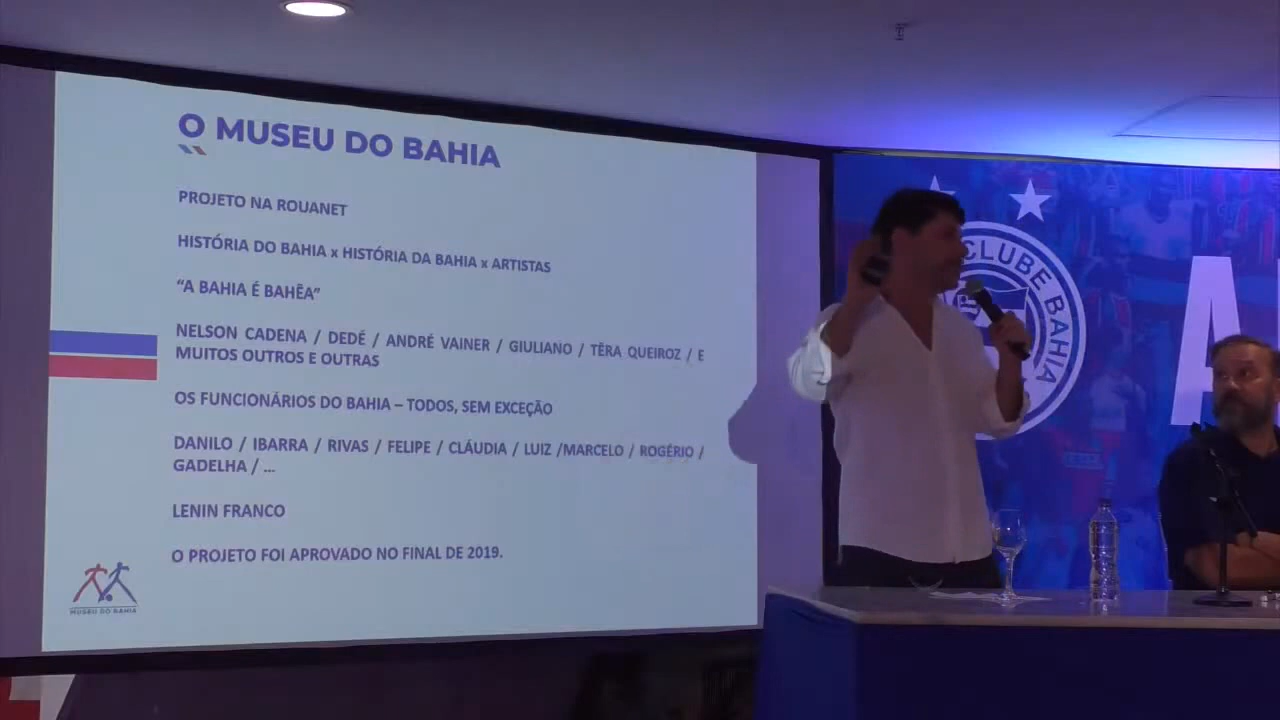 O MUSEU DO BAHIA
PROJETO NA ROUANET
HISTÓRIA DO BAHIA x HISTÓRIA DA BAHIA x ARTISTAS
“A BAHIA É BAHÊA”
NELSON CADENA / DEDÉ / ANDRÉ VAINER / GIULIANO / TÊRA QUEIROZ / E
MUITOS OUTROS E OUTRAS
OS FUNCIONÁRIOS DO BAHIA – TODOS, SEM EXCEÇÃO
DANILO / IBARRA / RIVAS / FELIPE / CLÁUDIA / LUIZ /MARCELO / ROGÉRIO /
GADELHA / ...
LENIN FRANCO
O PROJETO FOI APROVADO NO FINAL DE 2019.
MUSEU DO BAHIA
CLUBE BAHIA